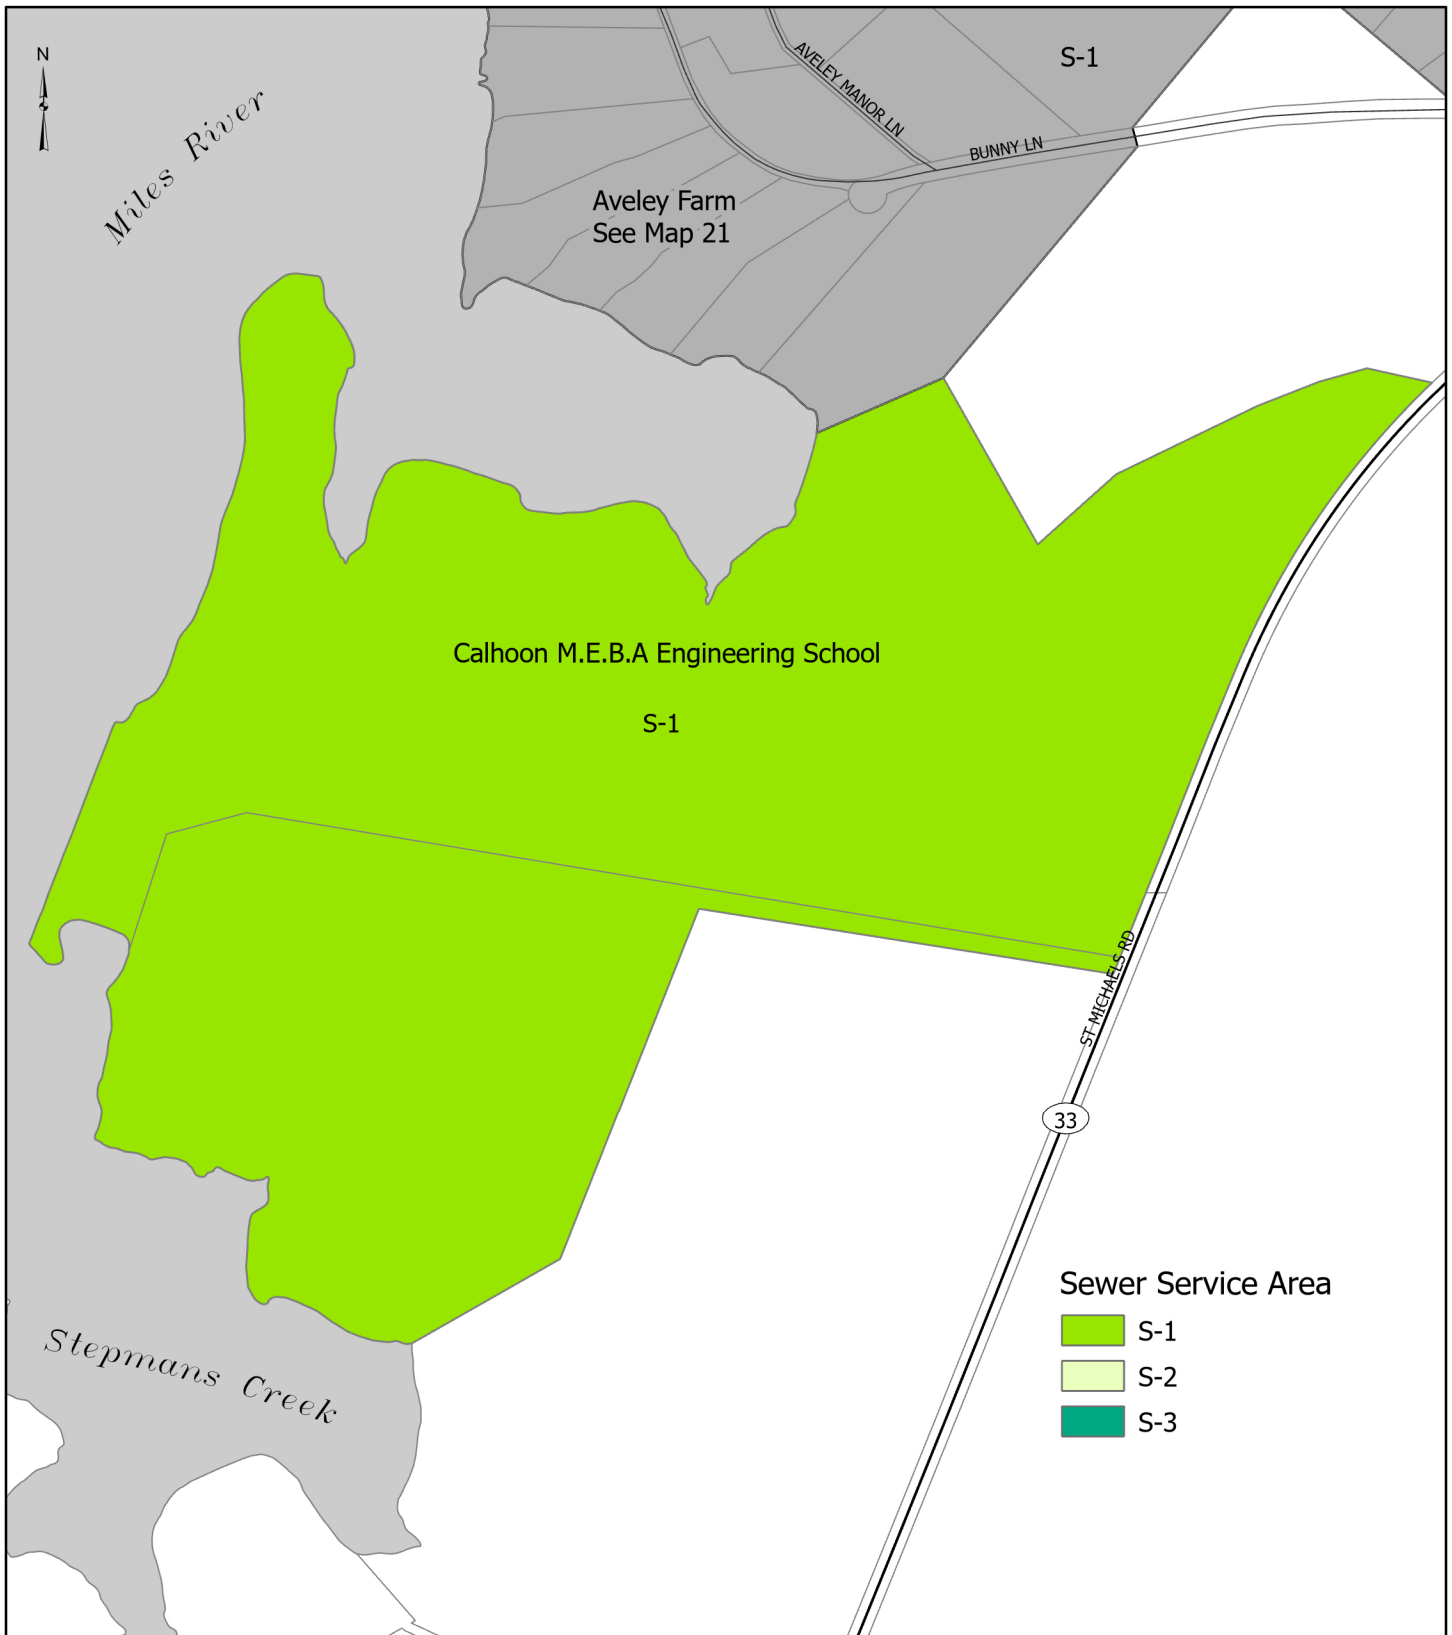 N
Miles River
S-1
AVELEY MANOR LN
BUNNY LN
Aveley Farm
See Map 21
Calhoon M.E.B.A Engineering School
S-1
ST MICHAELS RD
33
Sewer Service Area
S-1
S-2
S-3
Stepmans Creek